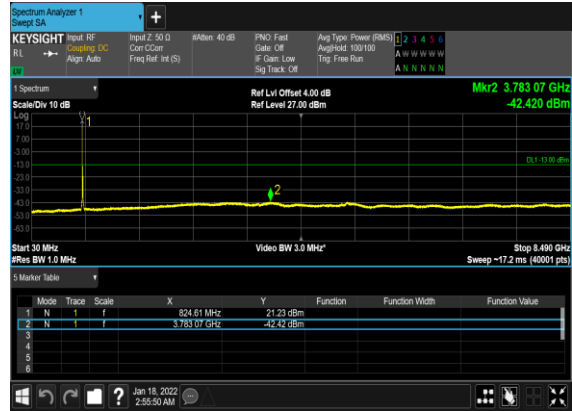 Spectrum Analyzer 1
Swept SA
KEYSIGHT Input: RF Input Z: 50 Ω #Atten: 40 dB PNO: Fast Avg Type: Power (RMS) 1 2 3 4 5 6
RL Coupling: DC Corr CCorr Gate: Off Avg|Hold: 100/100 A W W W W W
Align: Auto Freq Ref: Int (S) IF Gain: Low Trig: Free Run
Sig Track: Off A N N N N N
1 Spectrum Ref Lvl Offset 4.00 dB Mkr2 3.783 07 GHz
Scale/Div 10 dB Ref Level 27.00 dBm -42.420 dBm
Log
17.0
7.00
-3.00
-13.0
-23.0
-33.0
-43.0
-53.0
-63.0
1
DL1 -13.00 dBm
2
Start 30 MHz Video BW 3.0 MHz* Stop 8.490 GHz
#Res BW 1.0 MHz Sweep ~17.2 ms (40001 pts)
5 Marker Table
Mode Trace Scale X Y Function Function Width Function Value
1 N 1 f 824.61 MHz 21.23 dBm
2 N 1 f 3.783 07 GHz -42.42 dBm
3
4
5
6
? Jan 18, 2022
2:55:50 AM